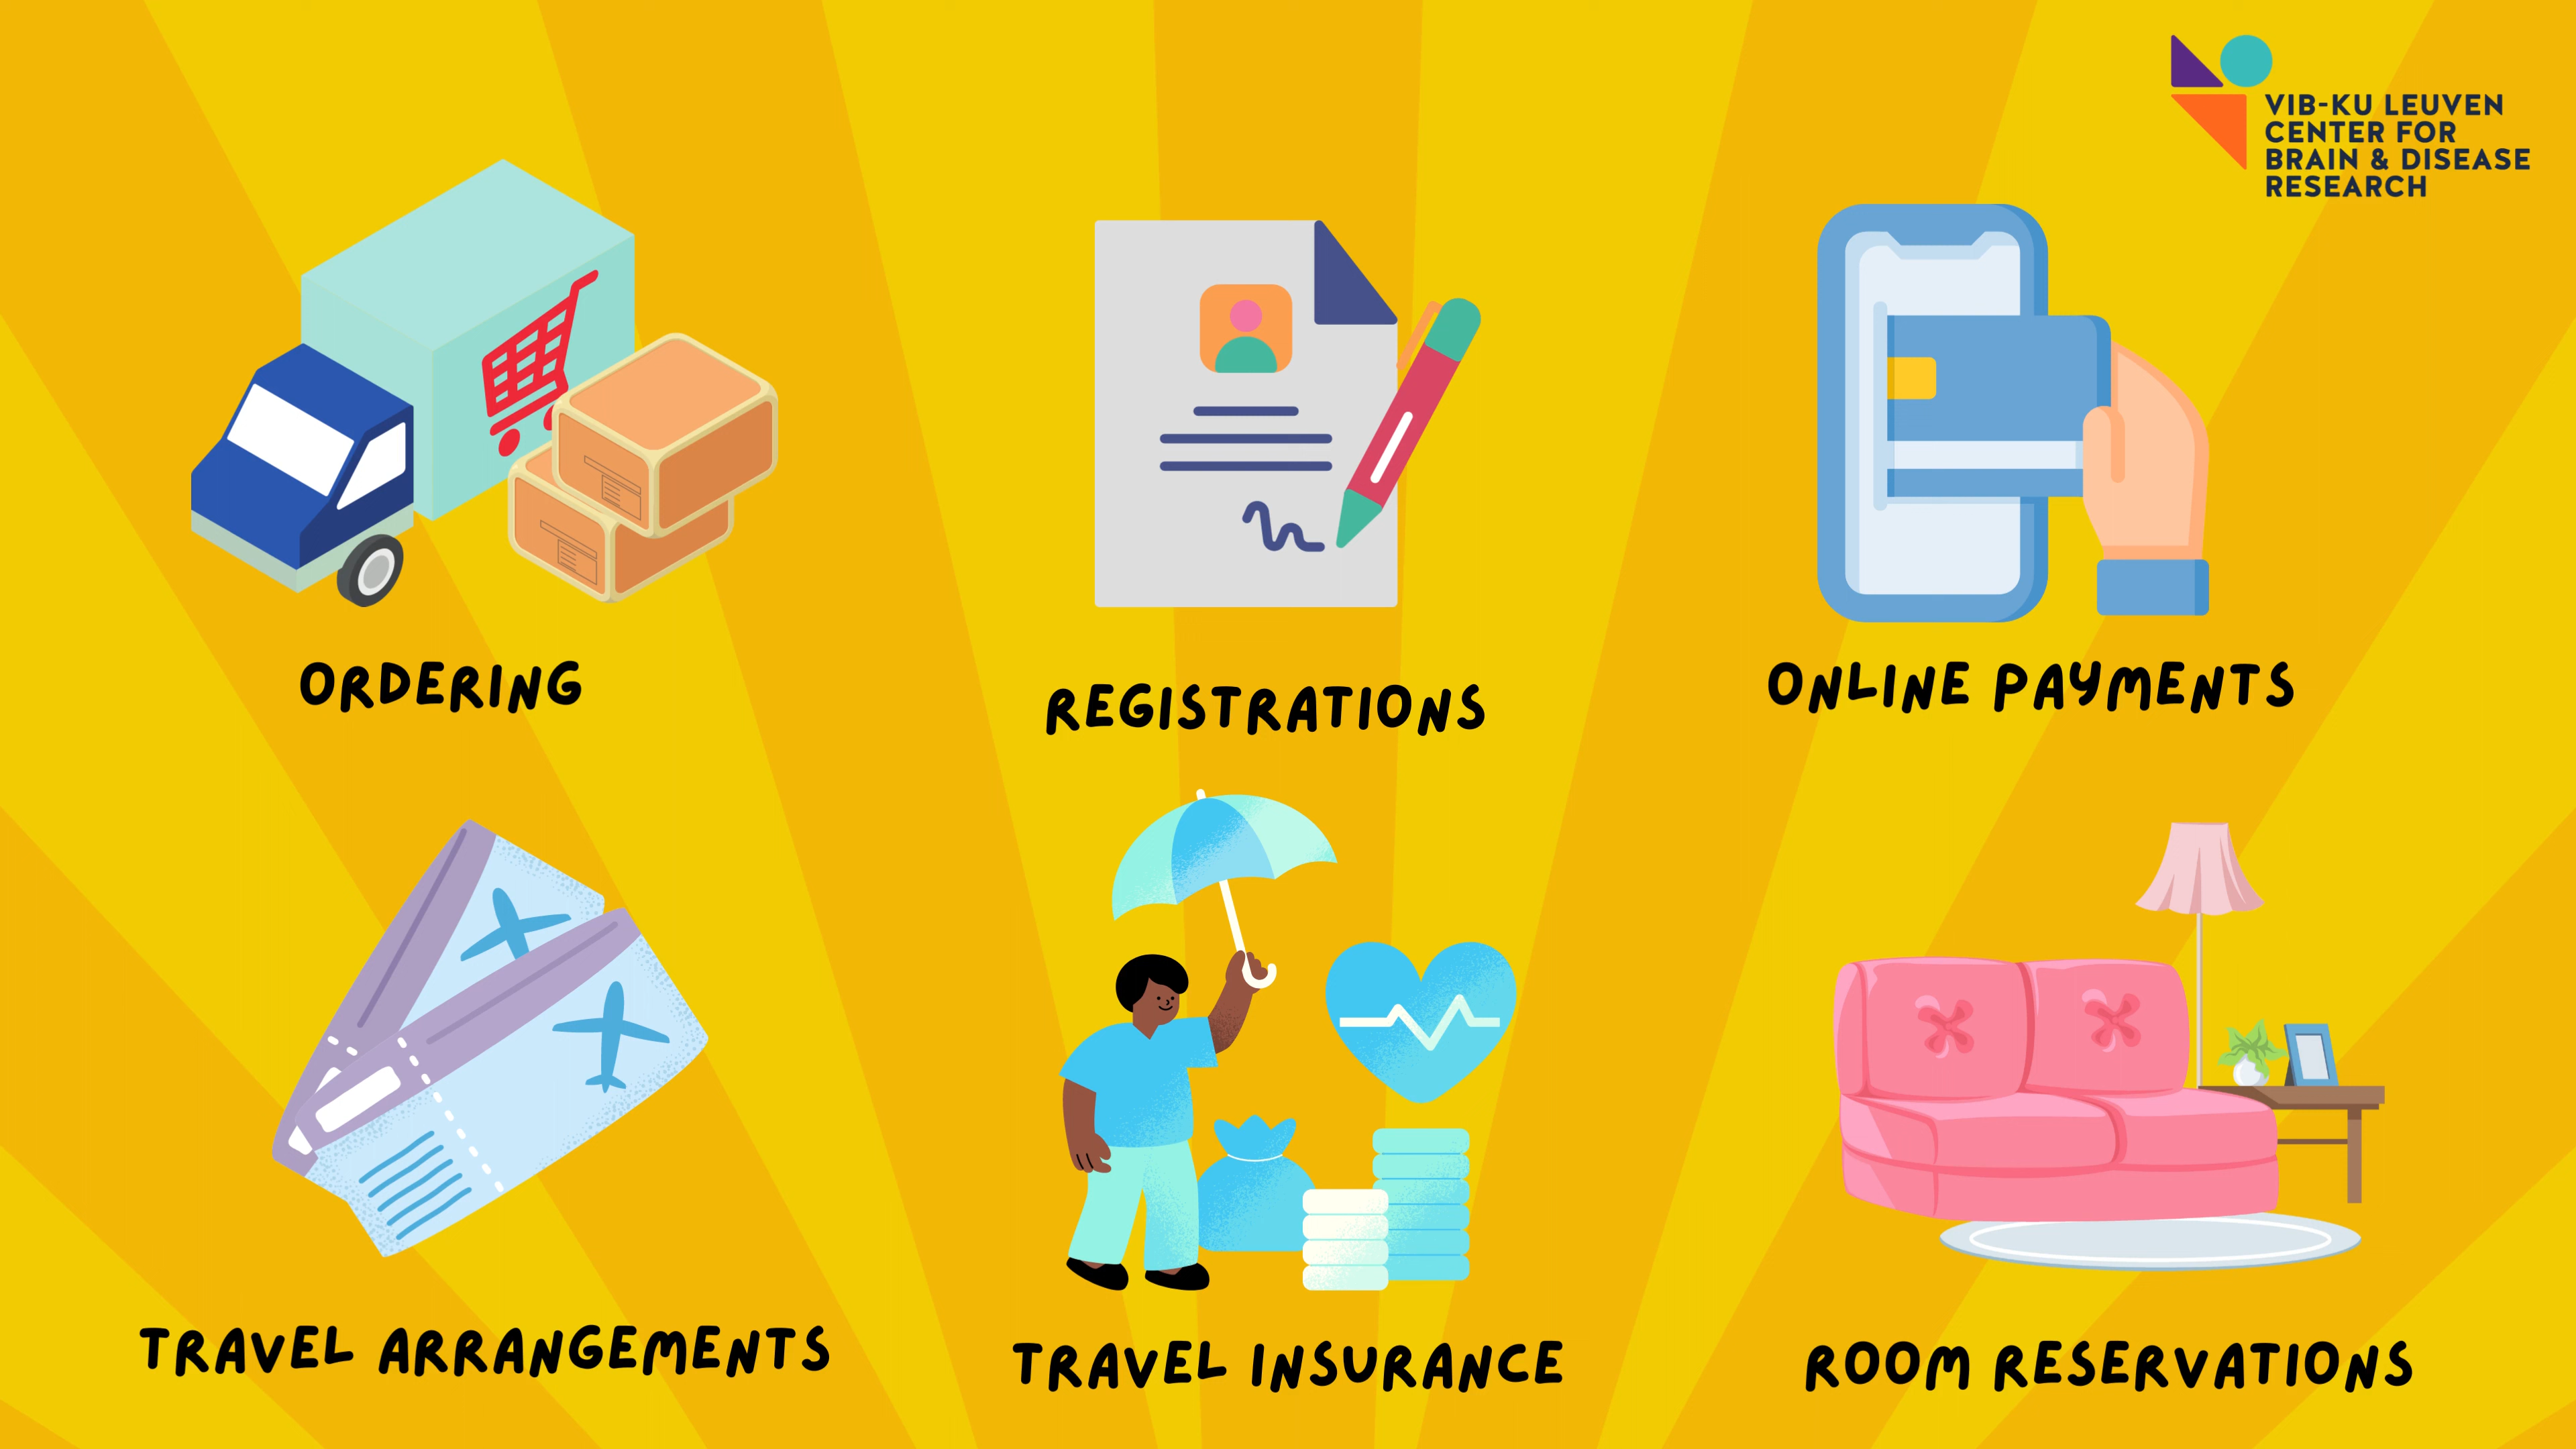 VIB-KU LEUVEN
CENTER FOR
BRAIN & DISEASE
RESEARCH
ORDERING
REGISTRATIONS
ONLINE PAYMENTS
TRAVEL ARRANGEMENTS
TRAVEL INSURANCE
ROOM RESERVATIONS